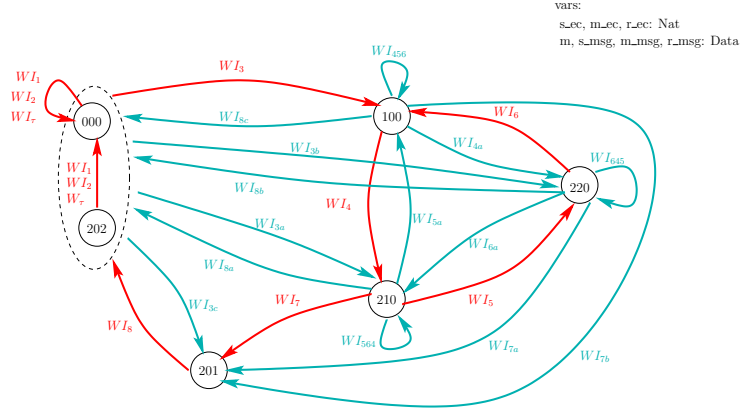 vars:
s_ec, m_ec, r_ec: Nat
m, s_msg, m_msg, r_msg: Data
WI456
WI1
WI3
WI2
WIτ
000
WI8c
100
WI6
WI4a
WI3b
WI645
WI1
WI2
Wτ
WI8b
220
202
WI4
WI5a
WI3a
WI6a
WI8a
WI3c
WI7
210
WI5
WI8
WI564
WI7a
WI7b
201